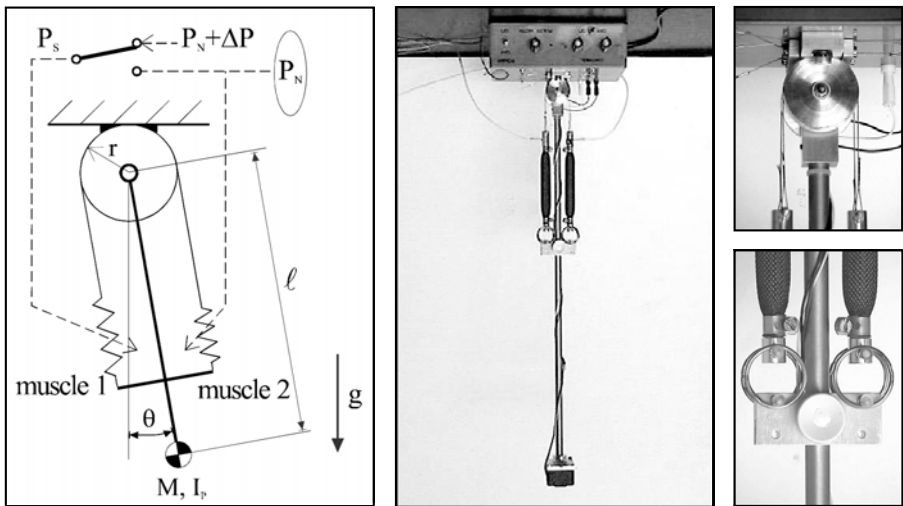 P_S P_N+ΔP
P_N
r
ℓ
muscle 1 muscle 2
g
θ
M, I_P